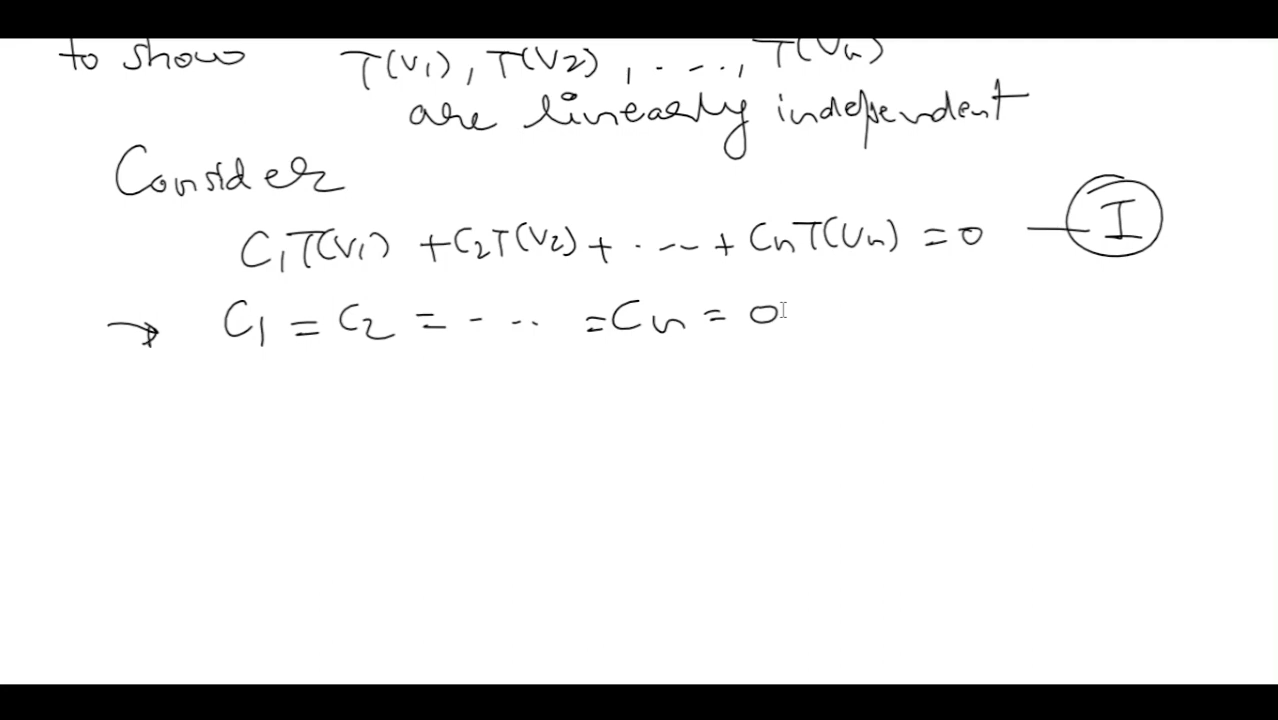 to show T(V1), T(V2), . . . ., T(Vn)
are linearly independent
Consider
C1T(V1) + C2T(V2) + . . . . + CnT(Vn) = 0 — I
→ C1 = C2 = - - . . = Cn = 0